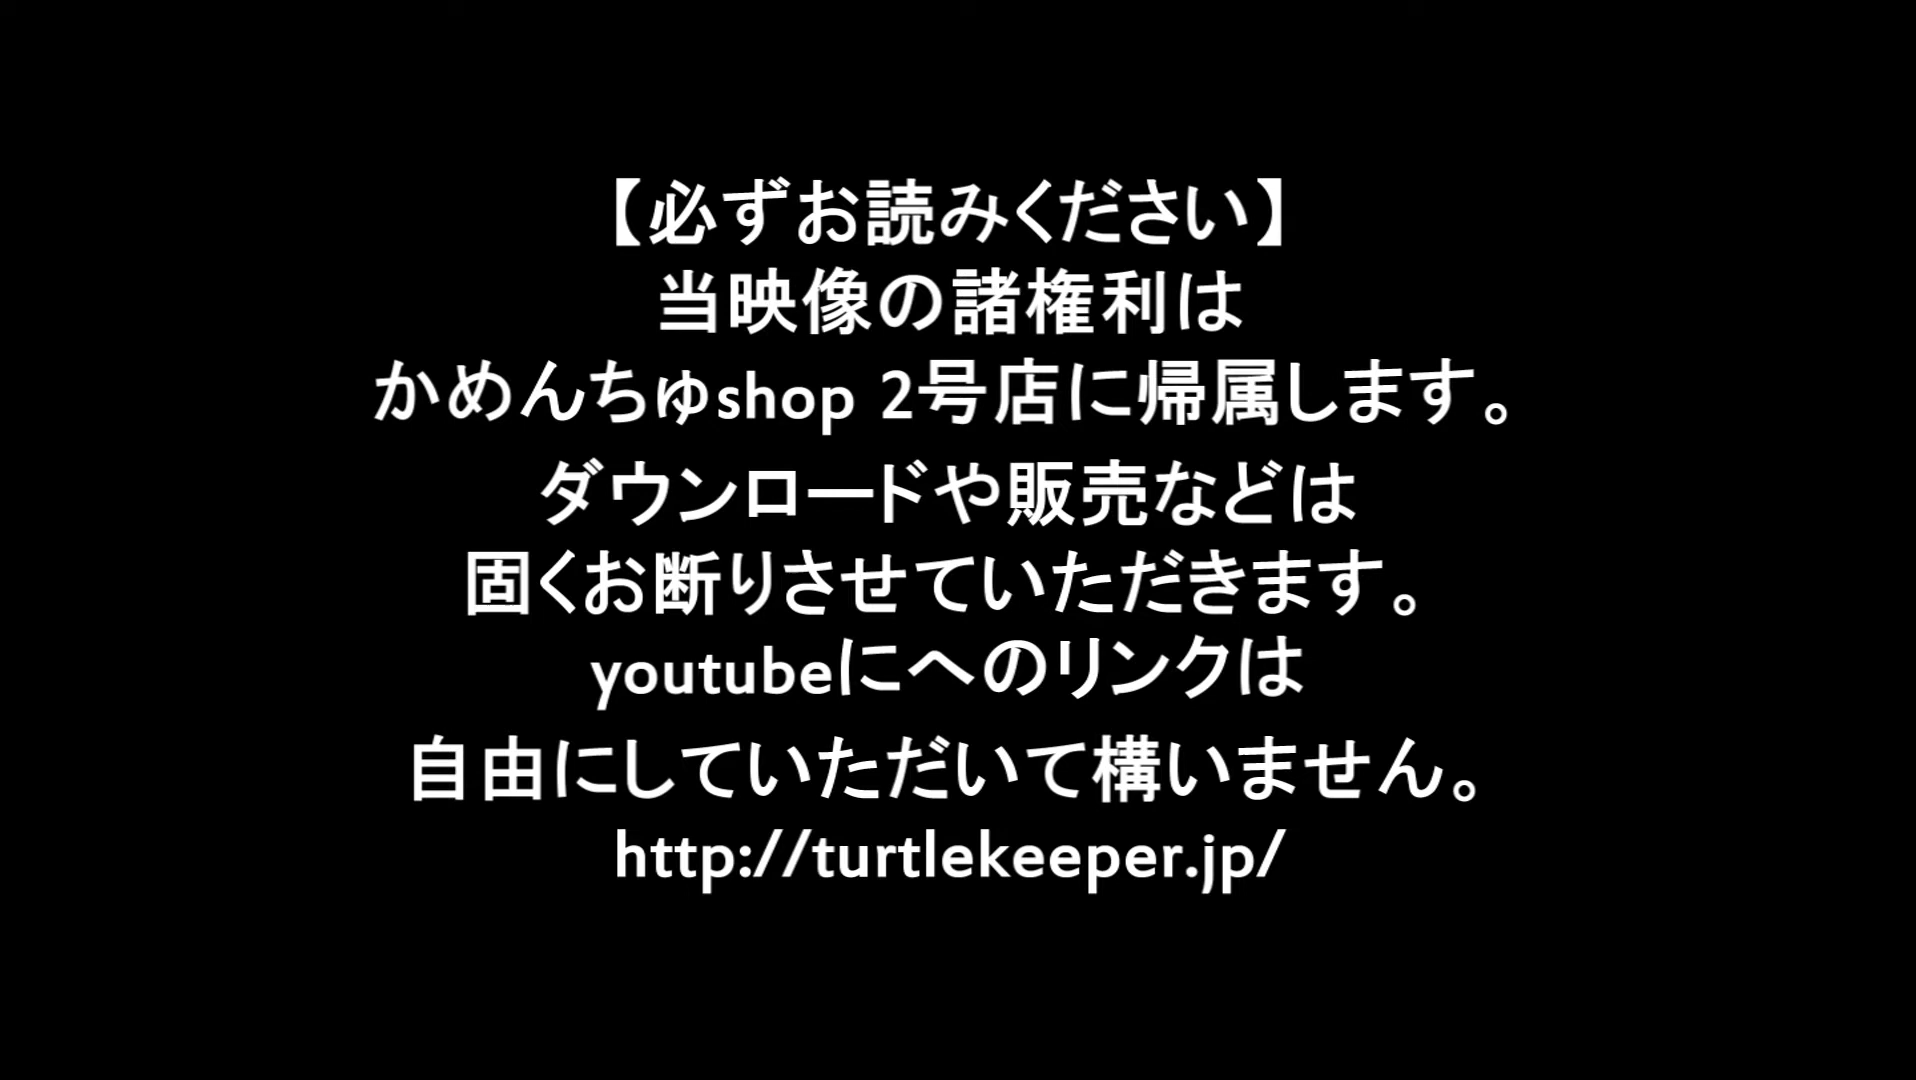 【必ずお読みください】
当映像の諸権利は
かめんちゅshop 2号店に帰属します。
ダウンロードや販売などは
固くお断りさせていただきます。
youtubeにへのリンクは
自由にしていただいて構いません。
http://turtlekeeper.jp/